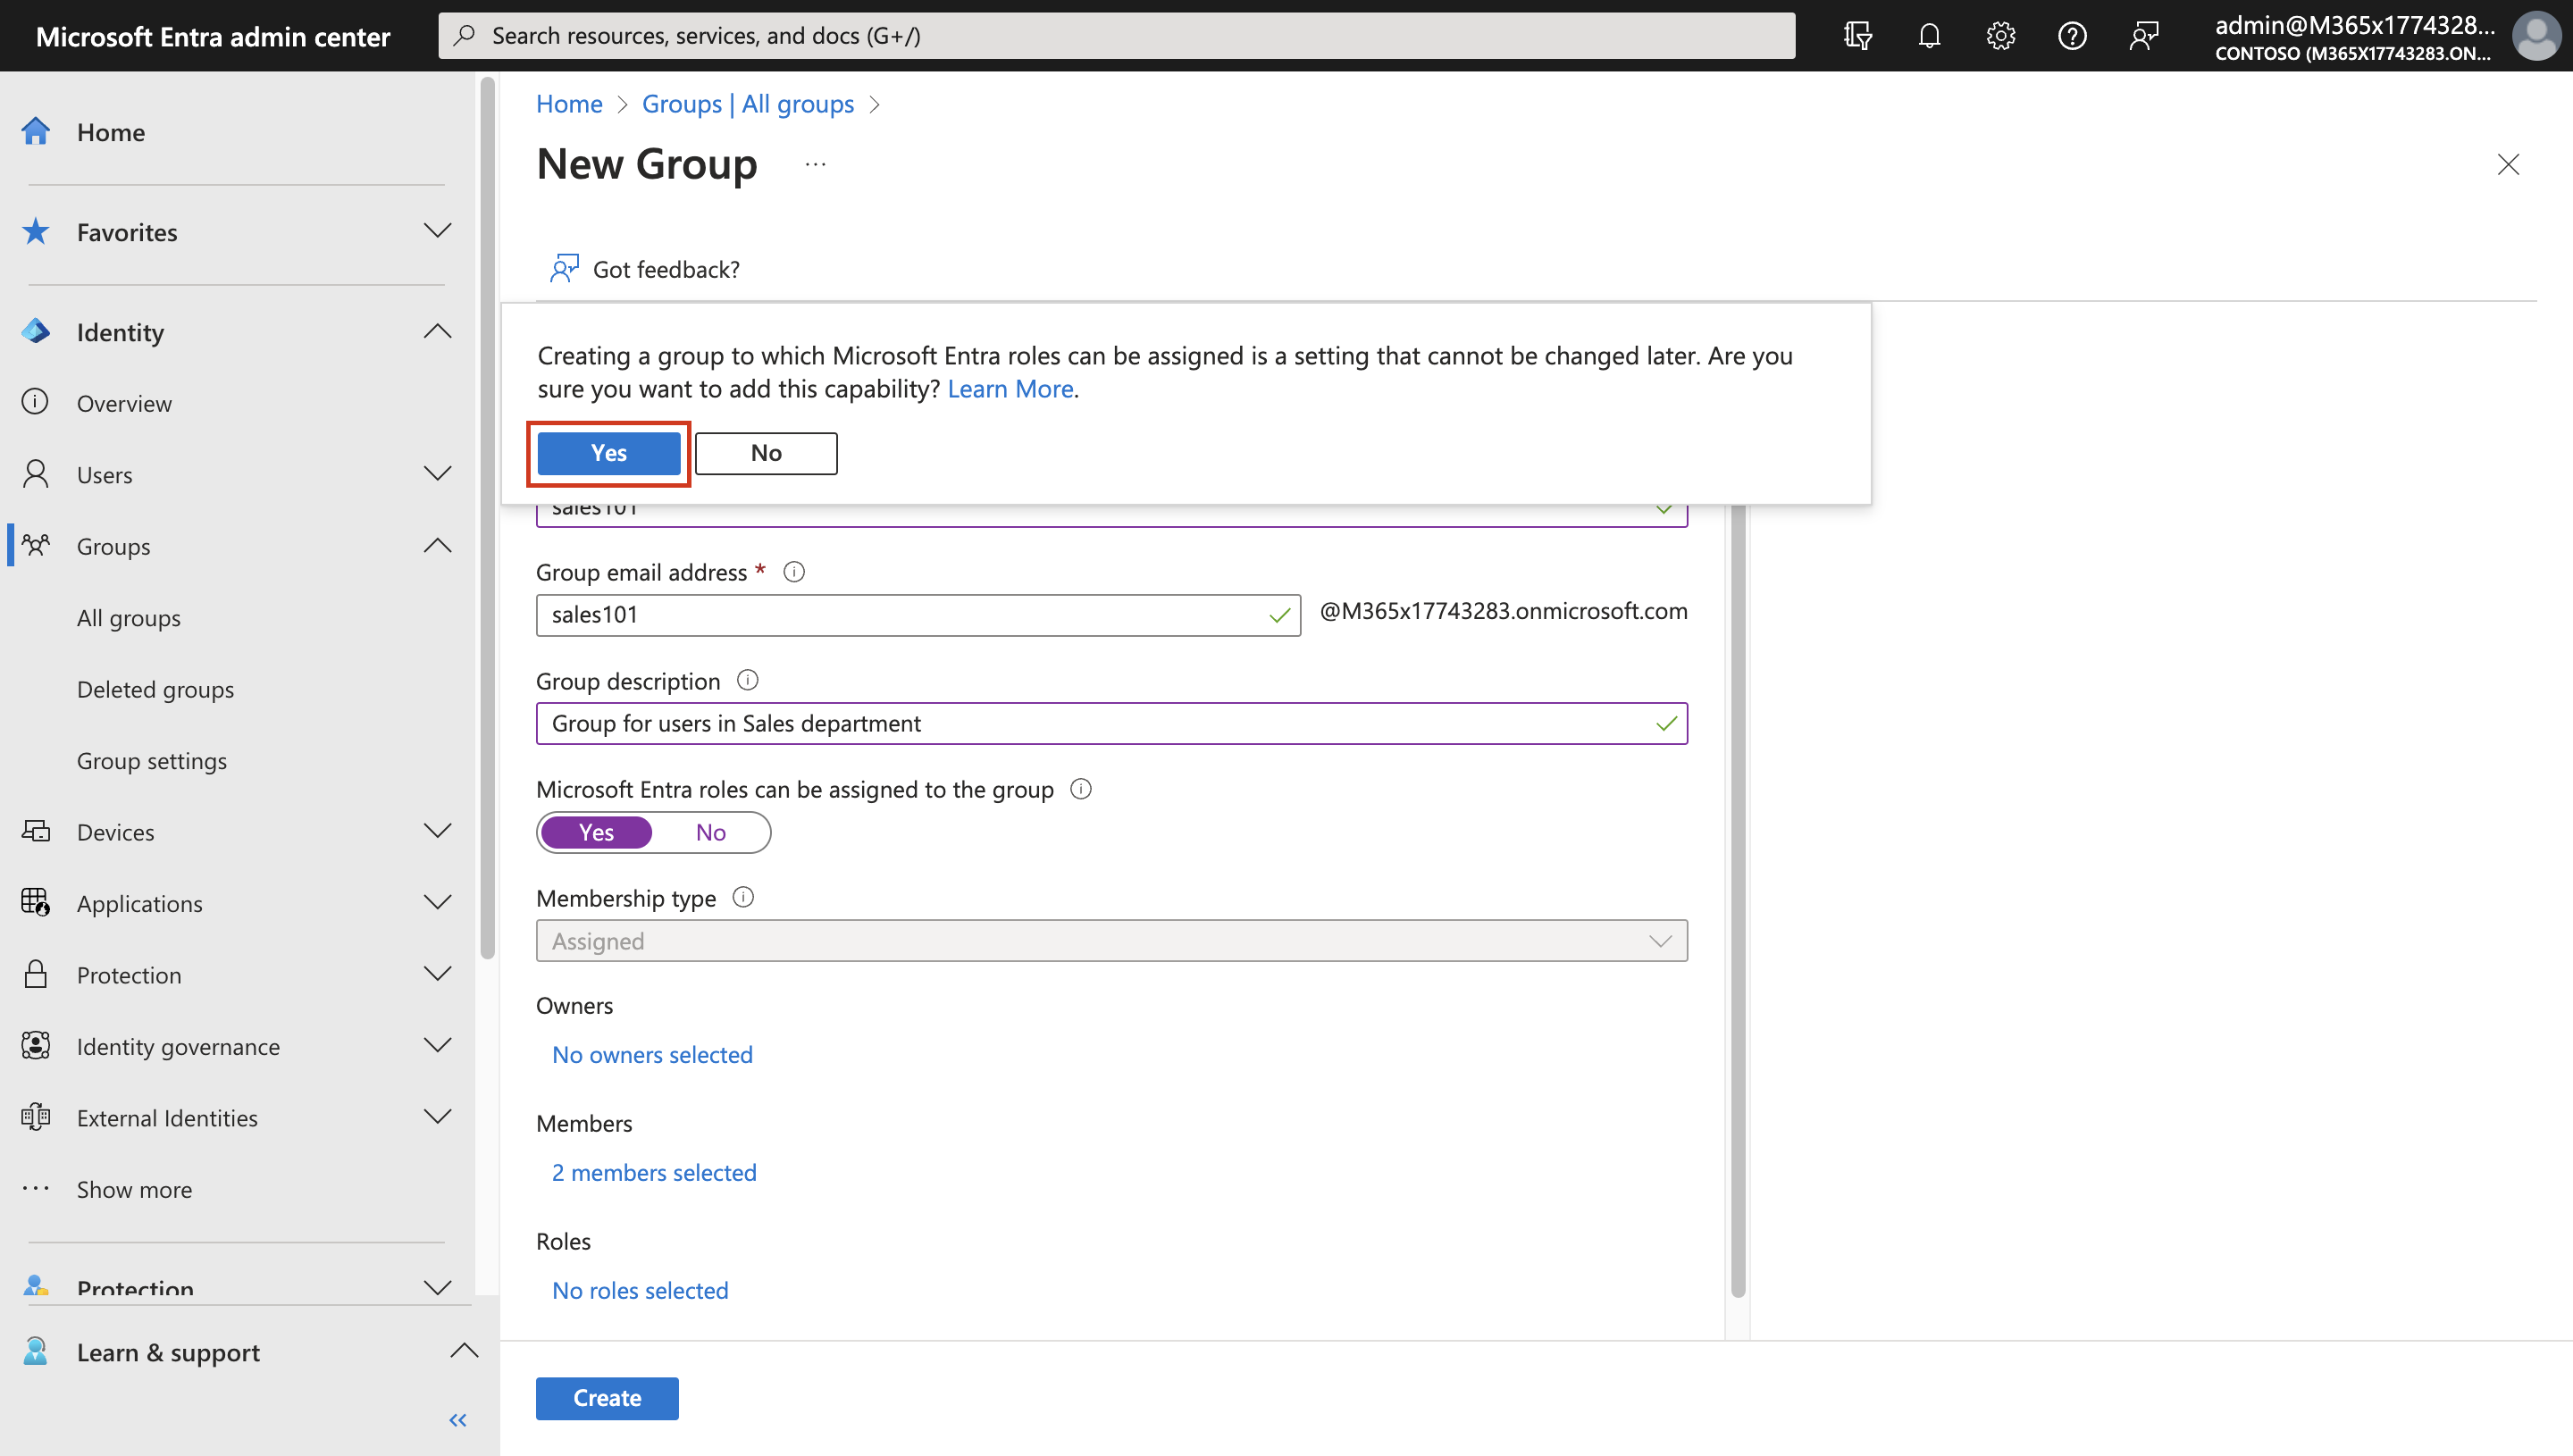 Microsoft Entra admin center
Search resources, services, and docs (G+/)
admin@M365x1774328...
CONTOSO (M365X17743283.ON...
Home
Favorites
Identity
Overview
Users
Groups
All groups
Deleted groups
Group settings
Devices
Applications
Protection
Identity governance
External Identities
Show more
Protection
Learn & support
Home > Groups | All groups >
New Group ...
Got feedback?
Creating a group to which Microsoft Entra roles can be assigned is a setting that cannot be changed later. Are you
sure you want to add this capability? Learn More.
Yes No
sales101
Group email address *
sales101 @M365x17743283.onmicrosoft.com
Group description
Group for users in Sales department
Microsoft Entra roles can be assigned to the group
Yes No
Membership type
Assigned
Owners
No owners selected
Members
2 members selected
Roles
No roles selected
Create